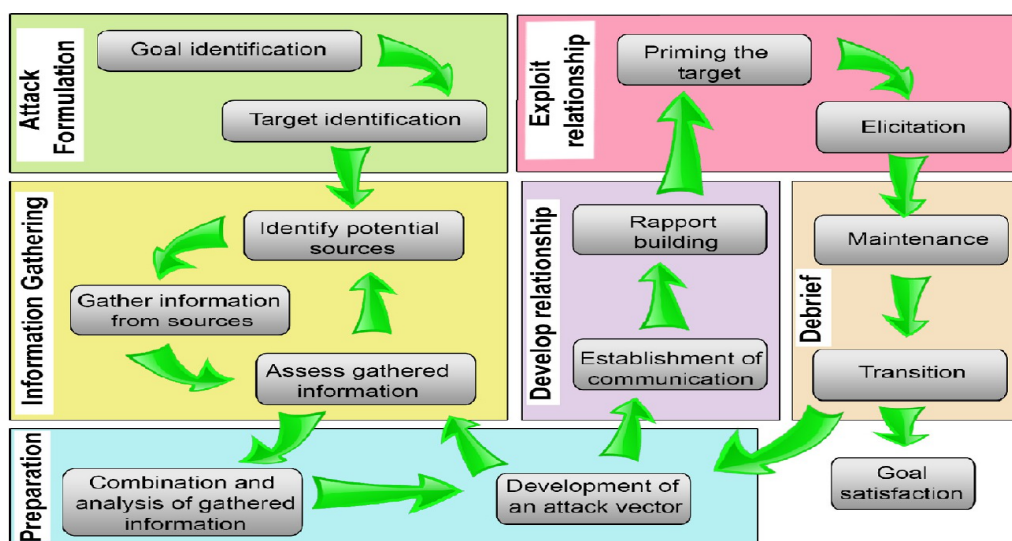 Attack
Formulation
Goal identification
Target identification
Exploit
relationship
Priming the
target
Elicitation
Information Gathering
Identify potential
sources
Gather information
from sources
Assess gathered
information
Develop relationship
Rapport
building
Establishment of
communication
Debrief
Maintenance
Transition
Goal
satisfaction
Preparation
Combination and
analysis of gathered
information
Development of
an attack vector